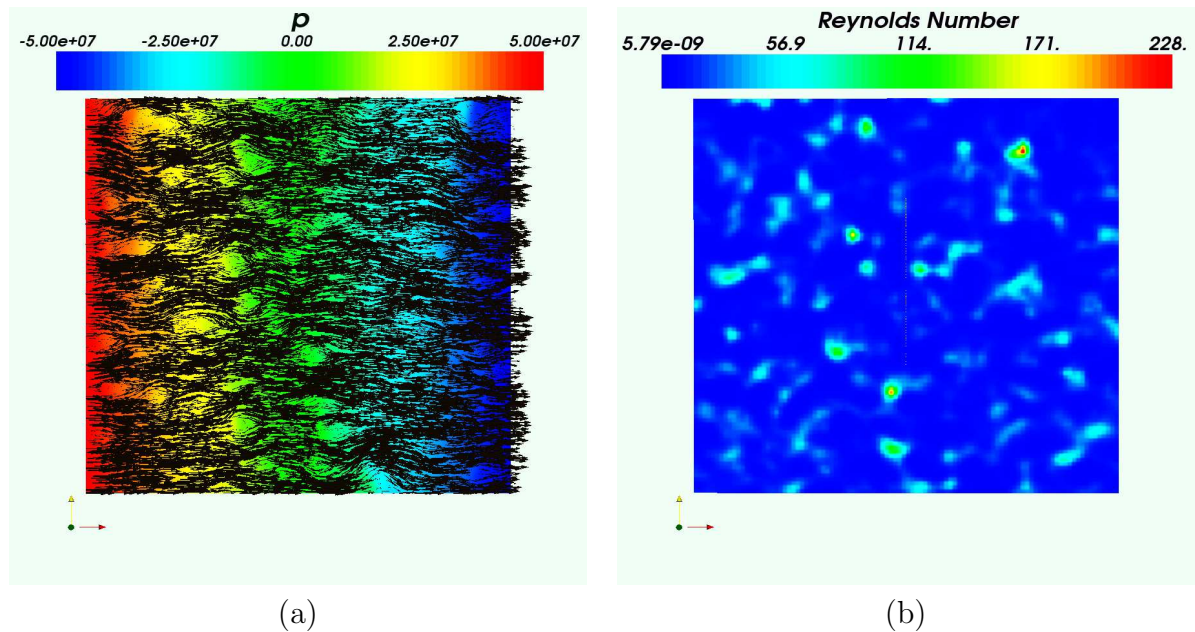 p
-5.00e+07 -2.50e+07 0.00 2.50e+07 5.00e+07
Reynolds Number
5.79e-09 56.9 114. 171. 228.
(a)
(b)